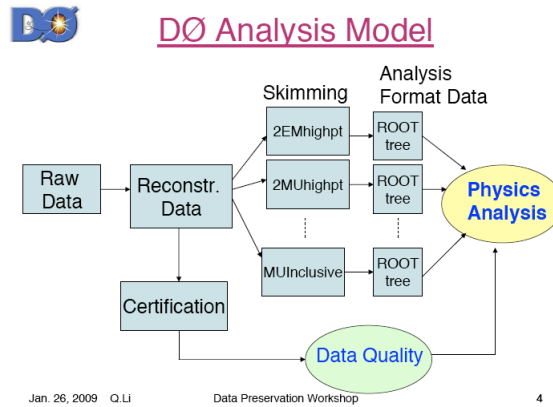 DØ
DØ Analysis Model
Skimming
Analysis
Format Data
2EMhighpt
ROOT
tree
Raw
Data
Reconstr.
Data
2MUhighpt
ROOT
tree
Physics
Analysis
MUInclusive
ROOT
tree
Certification
Data Quality
Jan. 26, 2009 Q.Li
Data Preservation Workshop
4